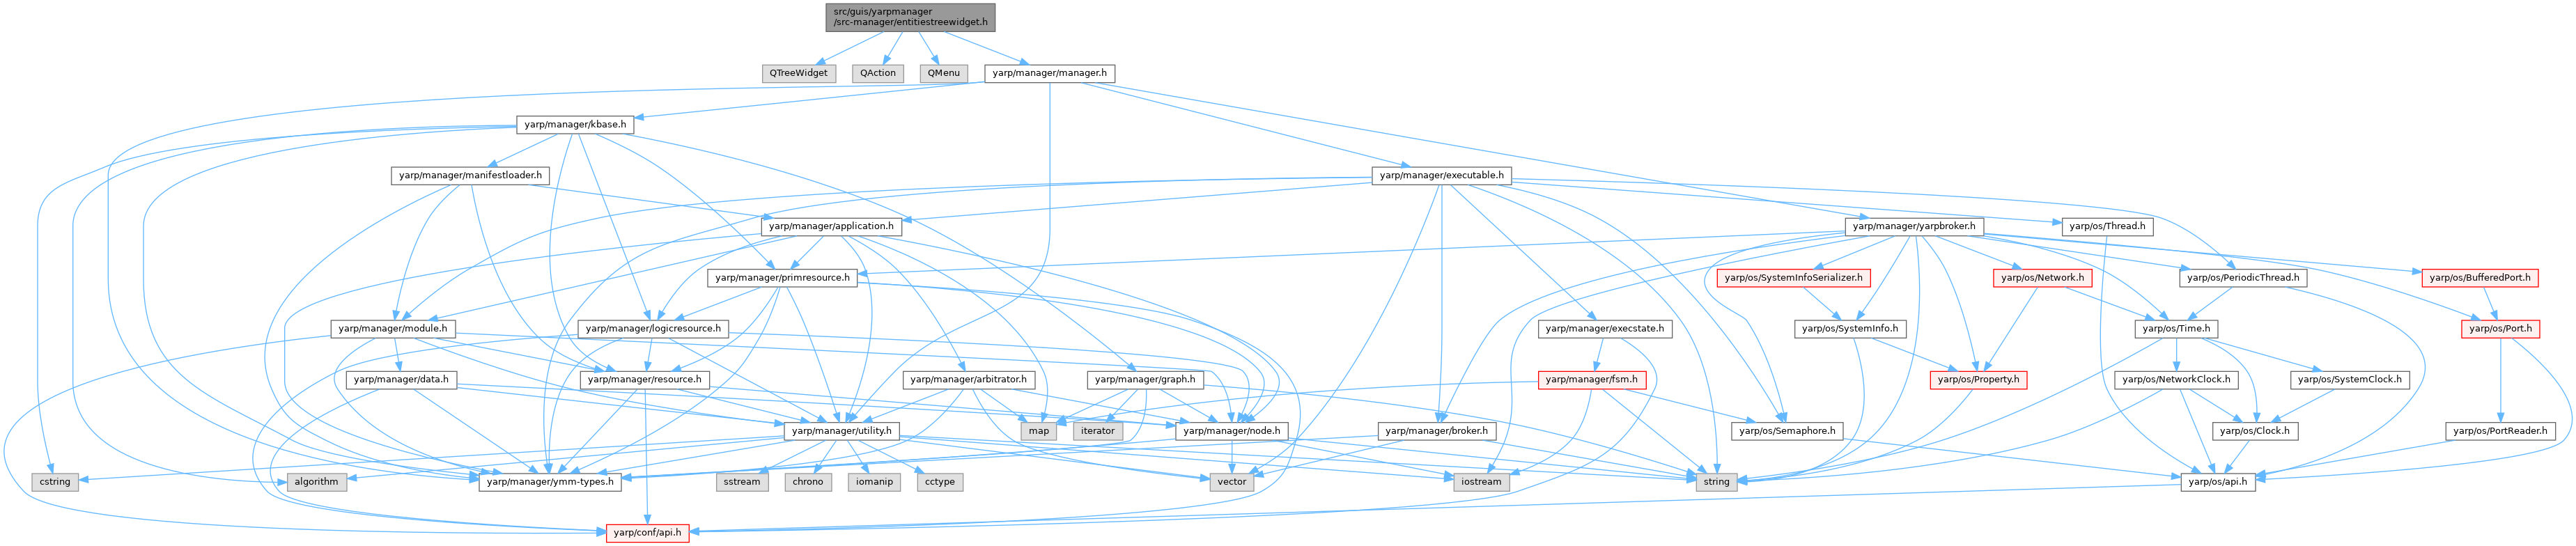 src/guis/yarpmanager
/src-manager/entitiestreewidget.h
QTreeWidget
QAction
QMenu
yarp/manager/manager.h
yarp/manager/kbase.h
yarp/manager/manifestloader.h
yarp/manager/executable.h
yarp/manager/application.h
yarp/manager/yarpbroker.h
yarp/os/Thread.h
yarp/manager/primresource.h
yarp/os/SystemInfoSerializer.h
yarp/os/Network.h
yarp/os/PeriodicThread.h
yarp/os/BufferedPort.h
yarp/manager/module.h
yarp/manager/logicresource.h
yarp/manager/execstate.h
yarp/os/SystemInfo.h
yarp/os/Time.h
yarp/os/Port.h
yarp/manager/data.h
yarp/manager/resource.h
yarp/manager/arbitrator.h
yarp/manager/graph.h
yarp/manager/fsm.h
yarp/os/Property.h
yarp/os/NetworkClock.h
yarp/os/SystemClock.h
yarp/manager/utility.h
map
iterator
yarp/manager/node.h
yarp/manager/broker.h
yarp/os/Semaphore.h
yarp/os/Clock.h
yarp/os/PortReader.h
cstring
algorithm
yarp/manager/ymm-types.h
sstream
chrono
iomanip
cctype
vector
iostream
string
yarp/os/api.h
yarp/conf/api.h